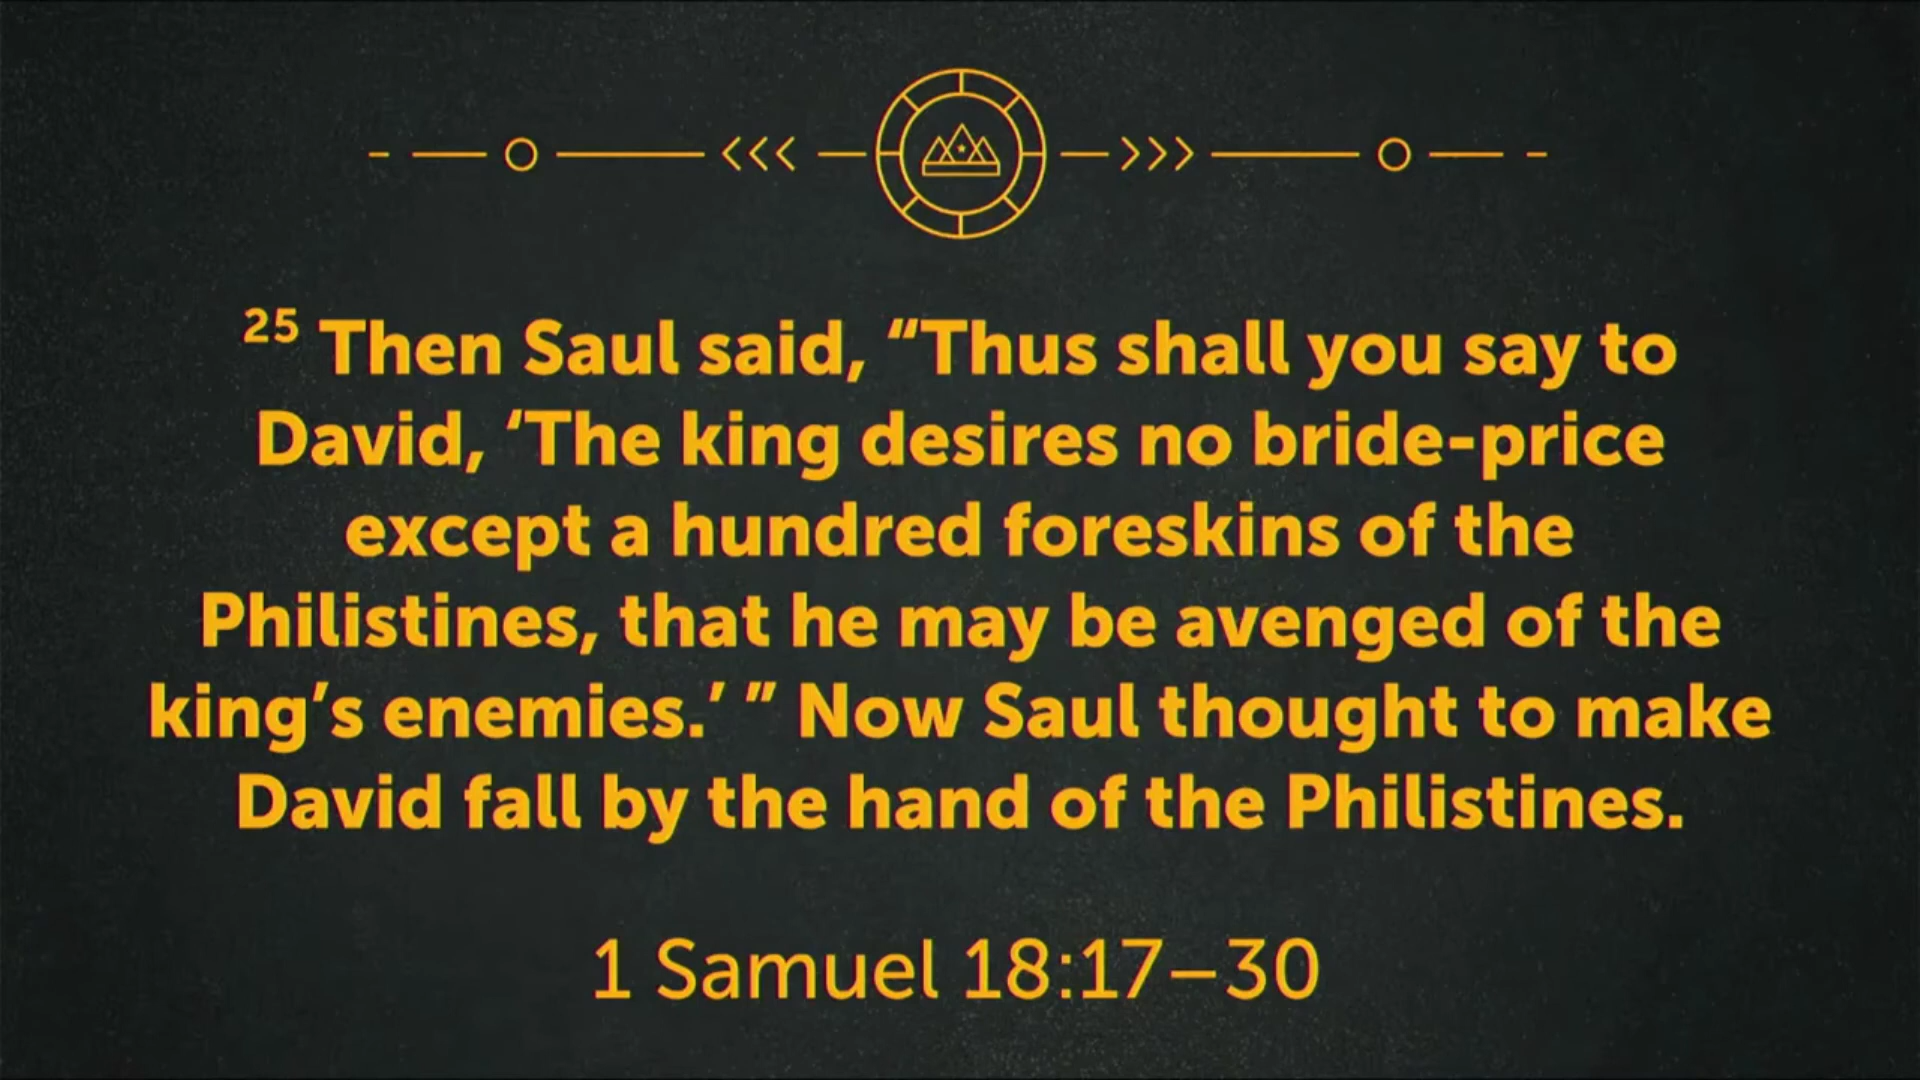 25 Then Saul said, “Thus shall you say to
David, ‘The king desires no bride-price
except a hundred foreskins of the
Philistines, that he may be avenged of the
king’s enemies.’ ” Now Saul thought to make
David fall by the hand of the Philistines.
1 Samuel 18:17–30